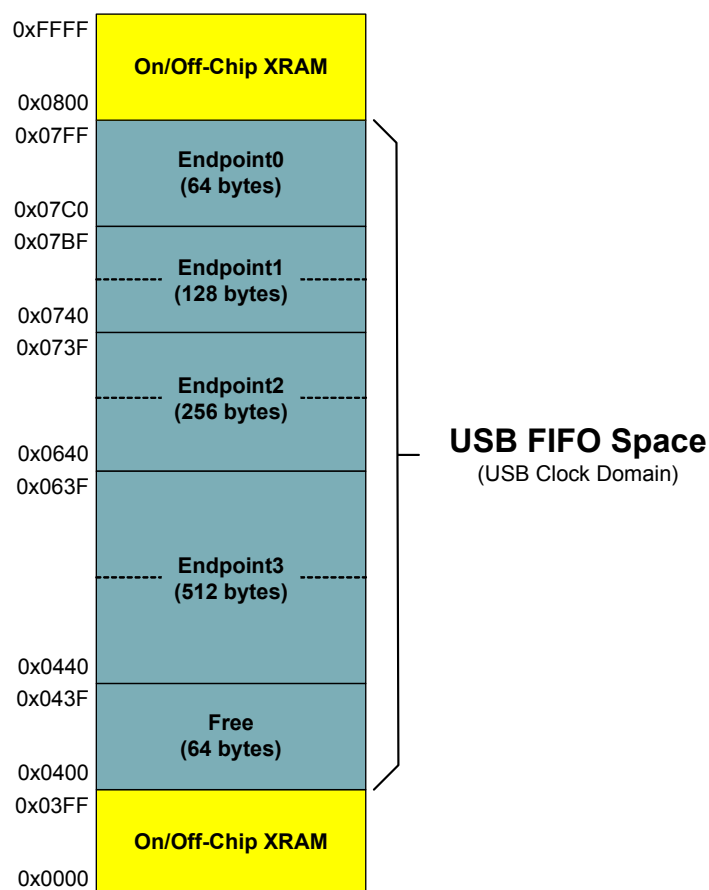 0xFFFF
On/Off-Chip XRAM
0x0800
0x07FF
Endpoint0
(64 bytes)
0x07C0
0x07BF
Endpoint1
(128 bytes)
0x0740
0x073F
Endpoint2
(256 bytes)
0x0640
0x063F
Endpoint3
(512 bytes)
0x0440
0x043F
Free
(64 bytes)
0x0400
0x03FF
On/Off-Chip XRAM
0x0000
USB FIFO Space
(USB Clock Domain)